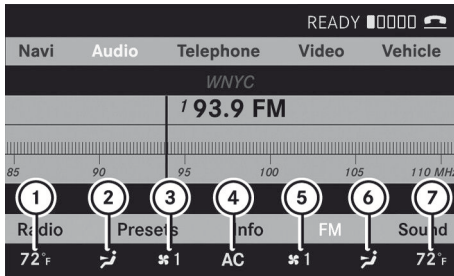 READY
Navi Audio Telephone Video Vehicle
WNYC
1 93.9 FM
85 90 95 100 105 110 MHz
1 2 3 4 5 6 7
Radio Presets Info FM Sound
72°F 1 AC 1 72°F